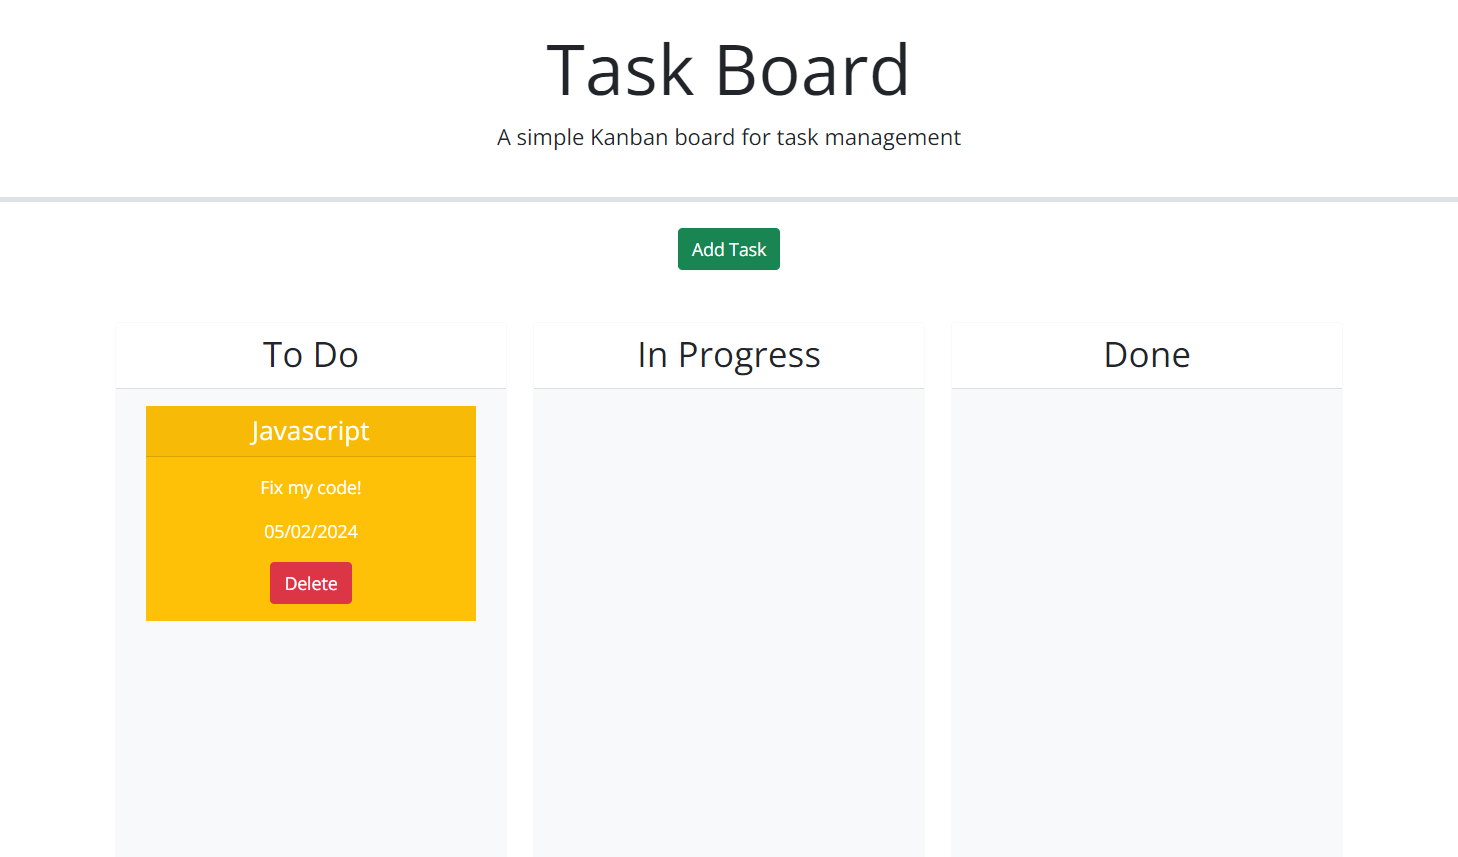 Task Board
A simple Kanban board for task management
Add Task
To Do
Javascript
Fix my code!
05/02/2024
Delete
In Progress
Done